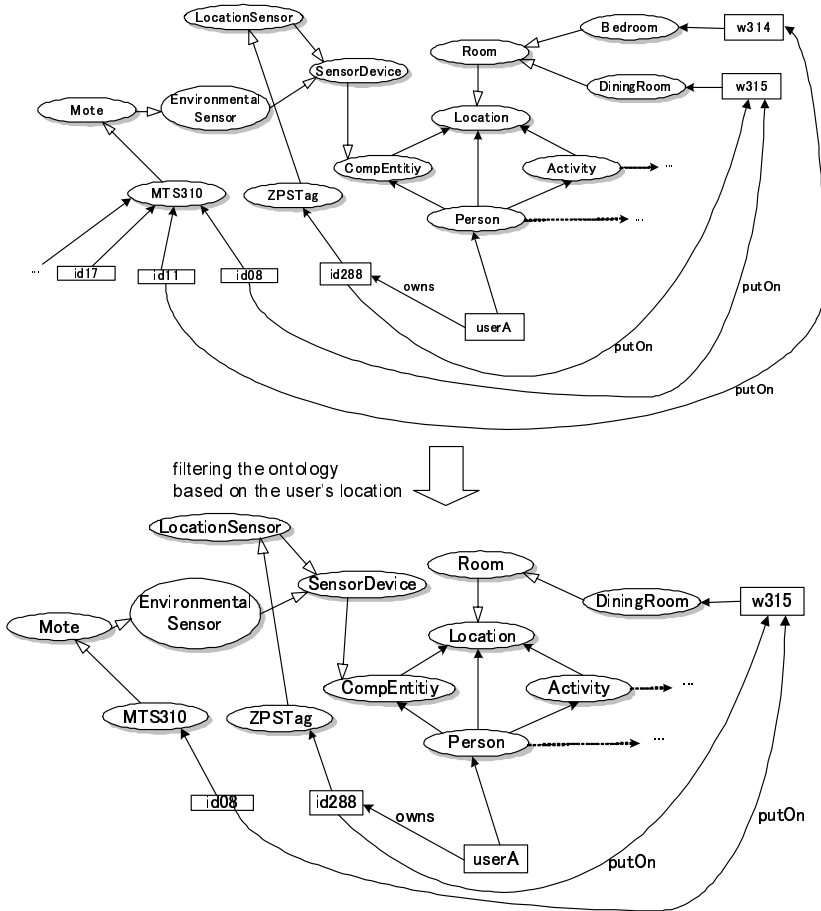 LocationSensor
Bedroom
w314
Room
SensorDevice
DiningRoom
w315
Mote
Environmental
Sensor
Location
CompEntitiy
Activity
...
MTS310
ZPSTag
Person
...
...
id17
id11
id08
id288
owns
putOn
userA
putOn
putOn
filtering the ontology
based on the user's location
LocationSensor
Room
SensorDevice
DiningRoom
w315
Environmental
Sensor
Mote
Location
CompEntitiy
Activity
...
MTS310
ZPSTag
Person
...
id08
id288
owns
putOn
userA
putOn